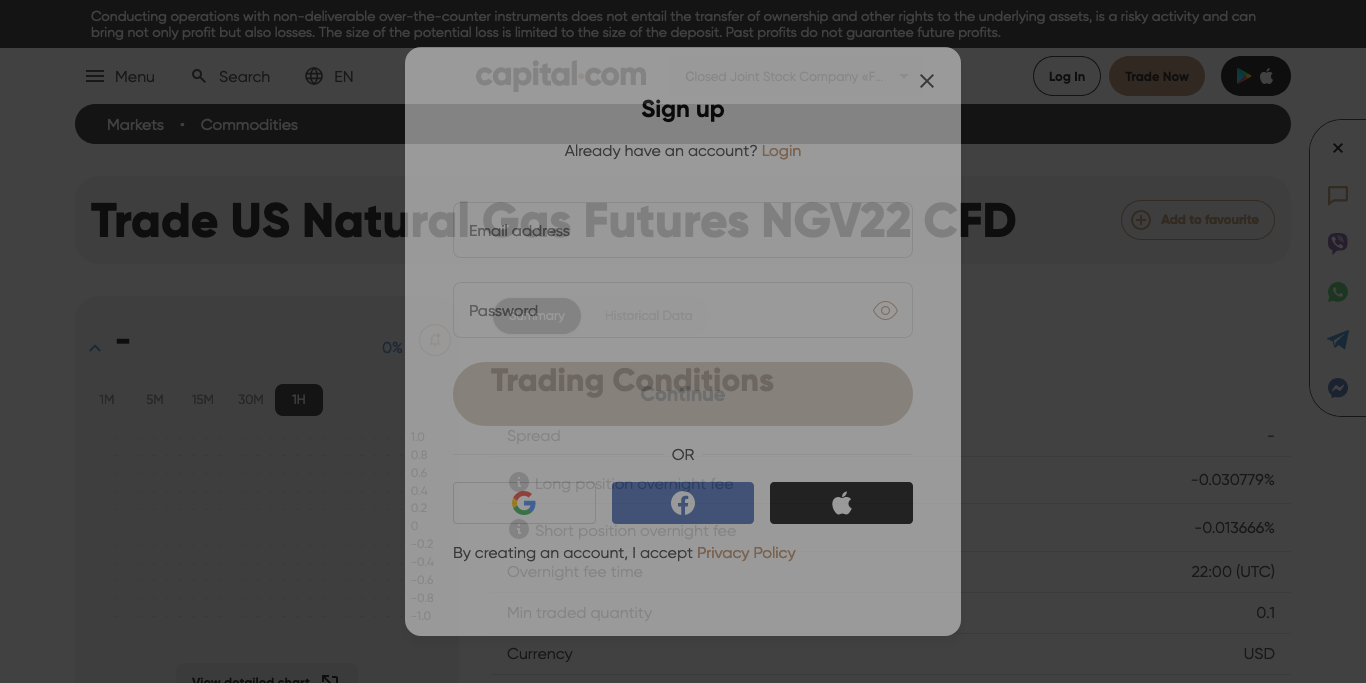 Conducting operations with non-deliverable over-the-counter instruments does not entail the transfer of ownership and other rights to the underlying assets, is a risky activity and can
bring not only profit but also losses. The size of the potential loss is limited to the size of the deposit. Past profits do not guarantee future profits.
Menu Search EN capital.com Closed Joint Stock Company «F... Log In Trade Now
Sign up
Markets • Commodities
Already have an account? Login
Trade US Natural Gas Futures NGV22 CFD
Add to favourite
Email address
Password
Summary Historical Data
- 0%
1M 5M 15M 30M 1H
Trading Conditions
Continue
1.0
0.8
0.6
0.4
0.2
0
-0.2
-0.4
-0.6
-0.8
-1.0
Spread -
OR
Long position overnight fee -0.030779%
Short position overnight fee -0.013666%
By creating an account, I accept Privacy Policy
Overnight fee time 22:00 (UTC)
Min traded quantity 0.1
Currency USD
View detailed chart